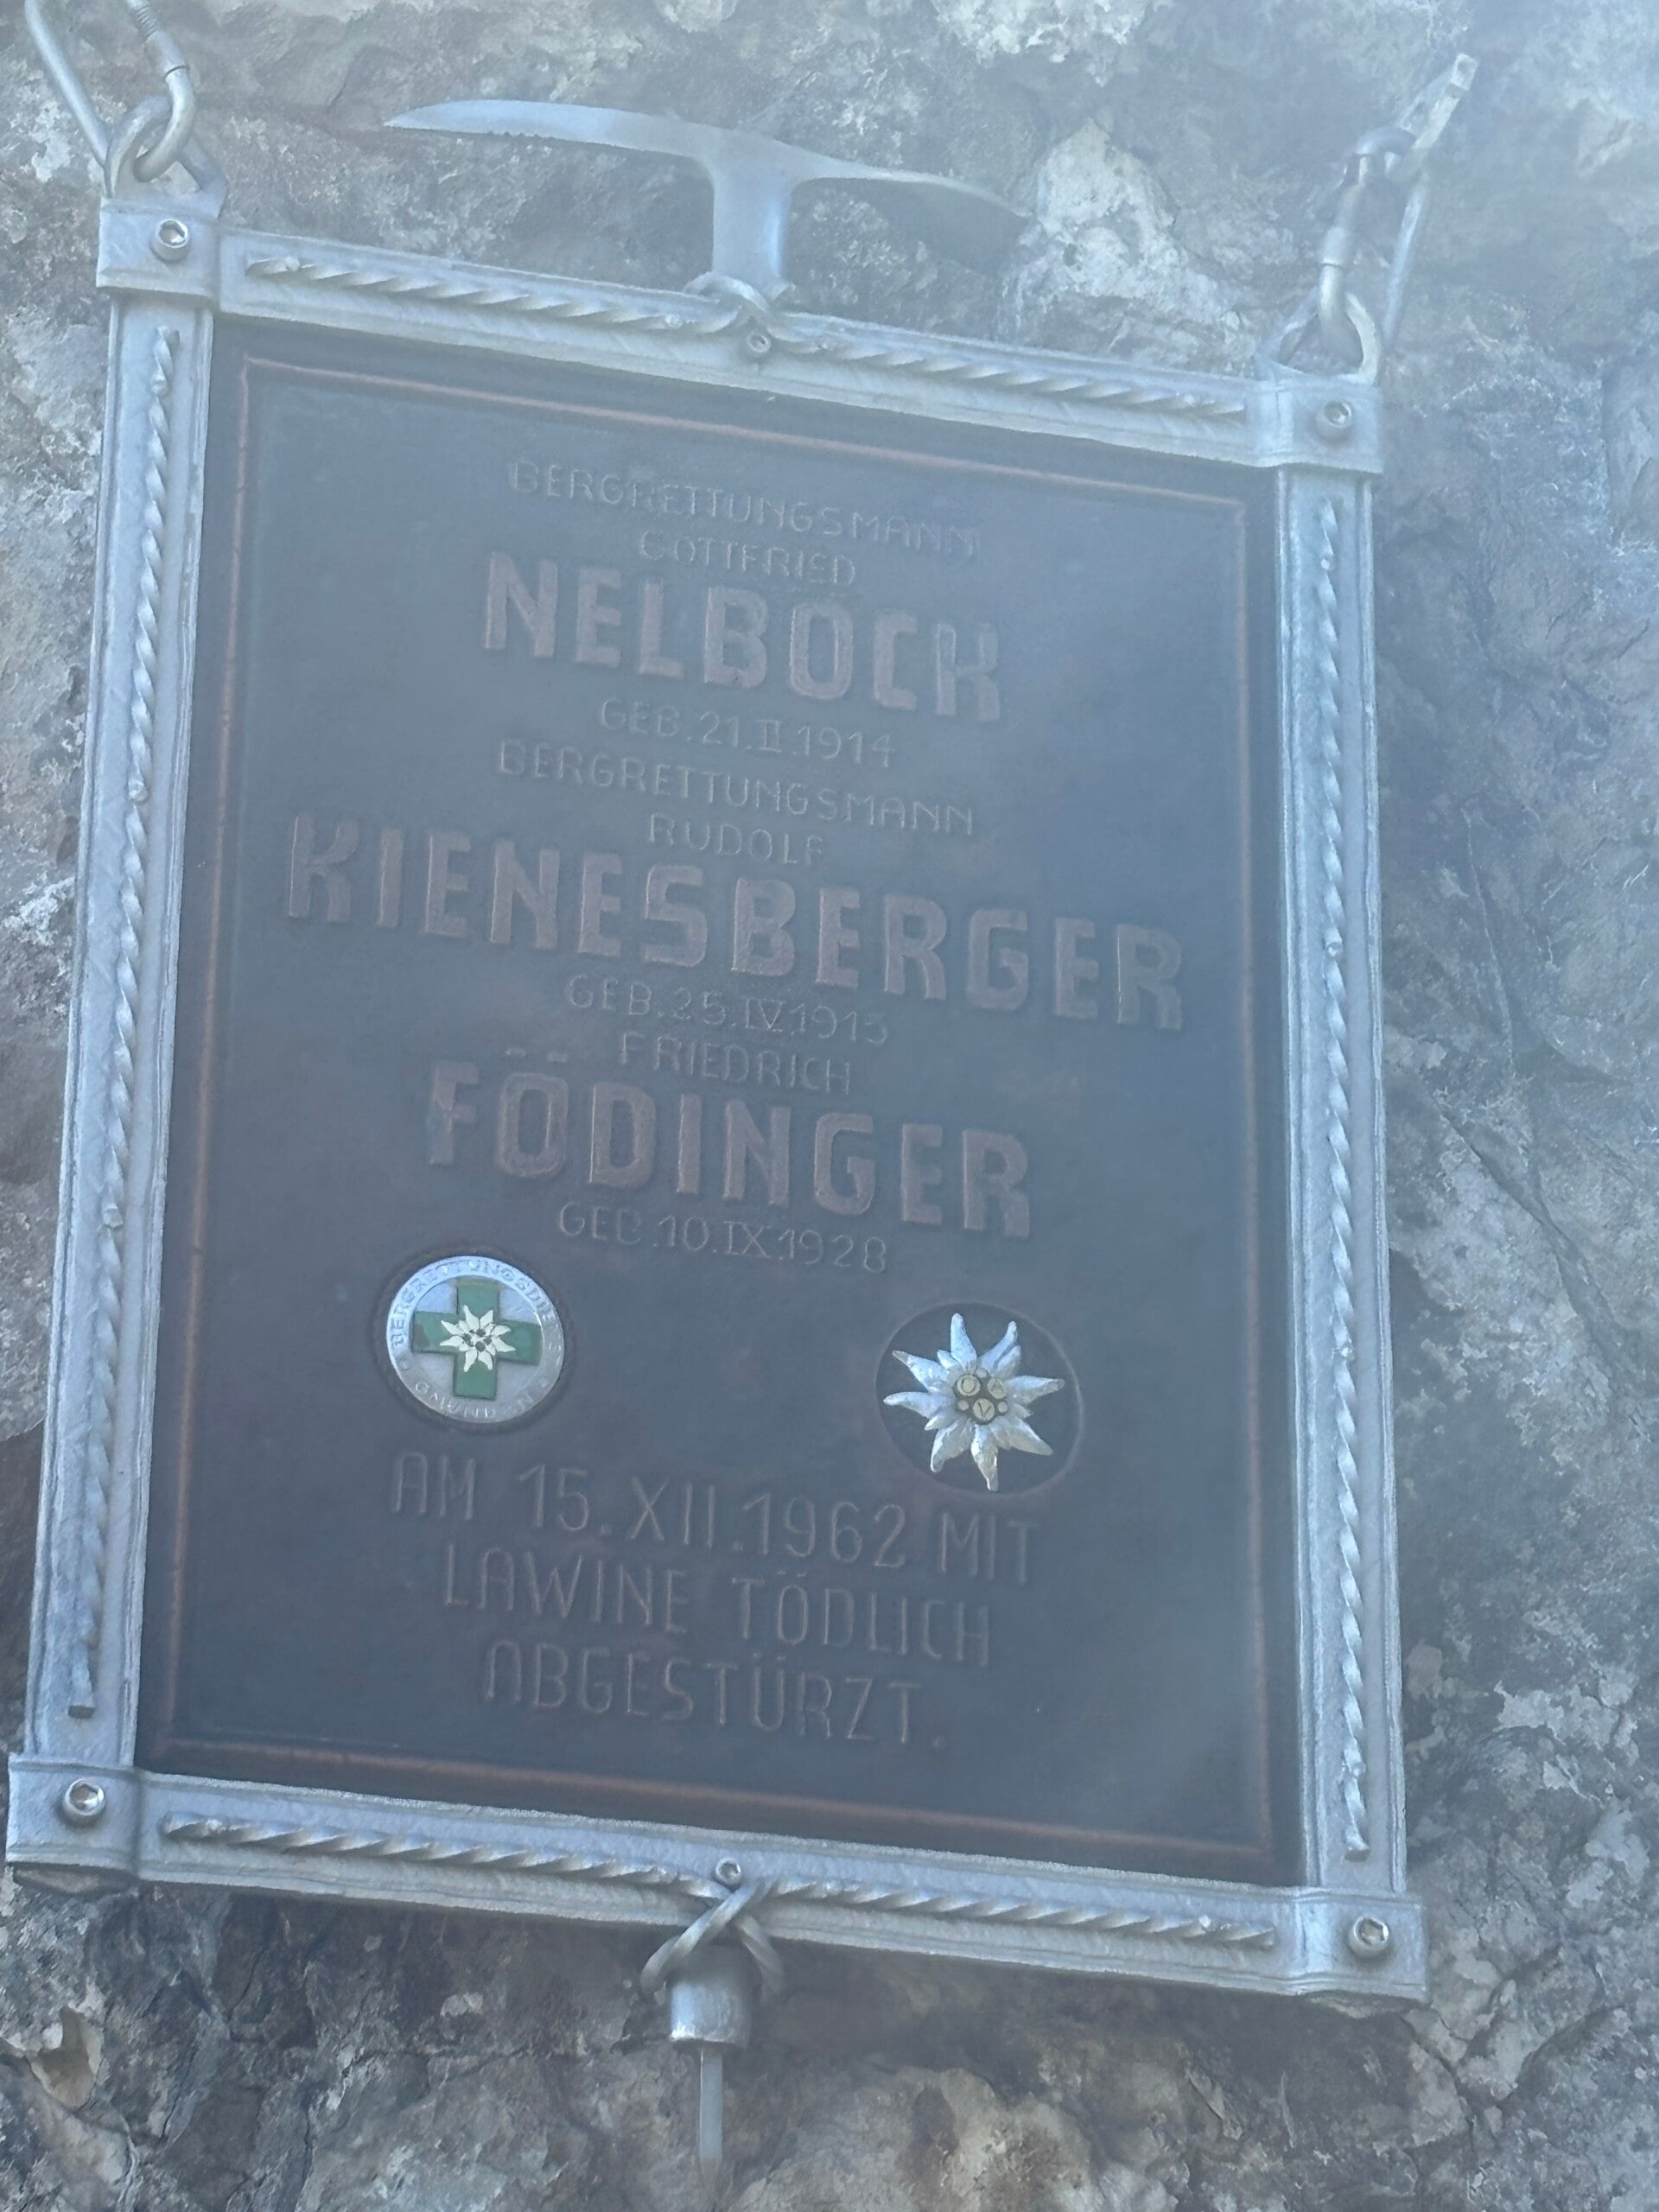 BERGRETTUNGSMANN
GOTTFRIED
NELBOCK
GEB. 21. II. 1914
BERGRETTUNGSMANN
RUDOLF
KIENESBERGER
GEB. 25. IV. 1915
FRIEDRICH
FÖDINGER
GEB. 10. IX. 1928
AM 15. XII. 1962 MIT
LAWINE TÖDLICH
ABGESTÜRZT.